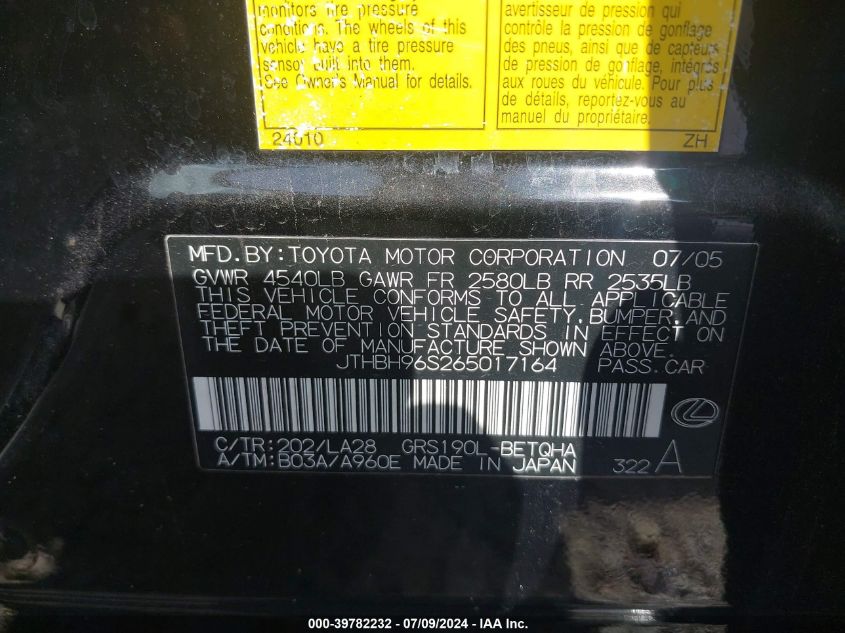 monitors tire pressure
conditions. The wheels of this
vehicle have a tire pressure
sensor built into them.
See Owner's Manual for details.
24010
avertisseur de pression qui
contrôle la pression de gonflage
des pneus, ainsi que de capteurs
de pression de gonflage, intégrés
aux roues du véhicule. Pour plus
de détails, reportez-vous au
manuel du propriétaire.
ZH
MFD.BY:TOYOTA MOTOR CORPORATION 07/05
GVWR 4540LB GAWR FR 2580LB RR 2535LB
THIS VEHICLE CONFORMS TO ALL APPLICABLE
FEDERAL MOTOR VEHICLE SAFETY, BUMPER, AND
THEFT PREVENTION STANDARDS IN EFFECT ON
THE DATE OF MANUFACTURE SHOWN ABOVE.
JTHBH96S265017164 PASS.CAR
C/TR:202/LA28 GRS190L-BETQHA
A/TM:B03A/A960E MADE IN JAPAN 322 A
000-39782232 - 07/09/2024 - © IAA Inc.